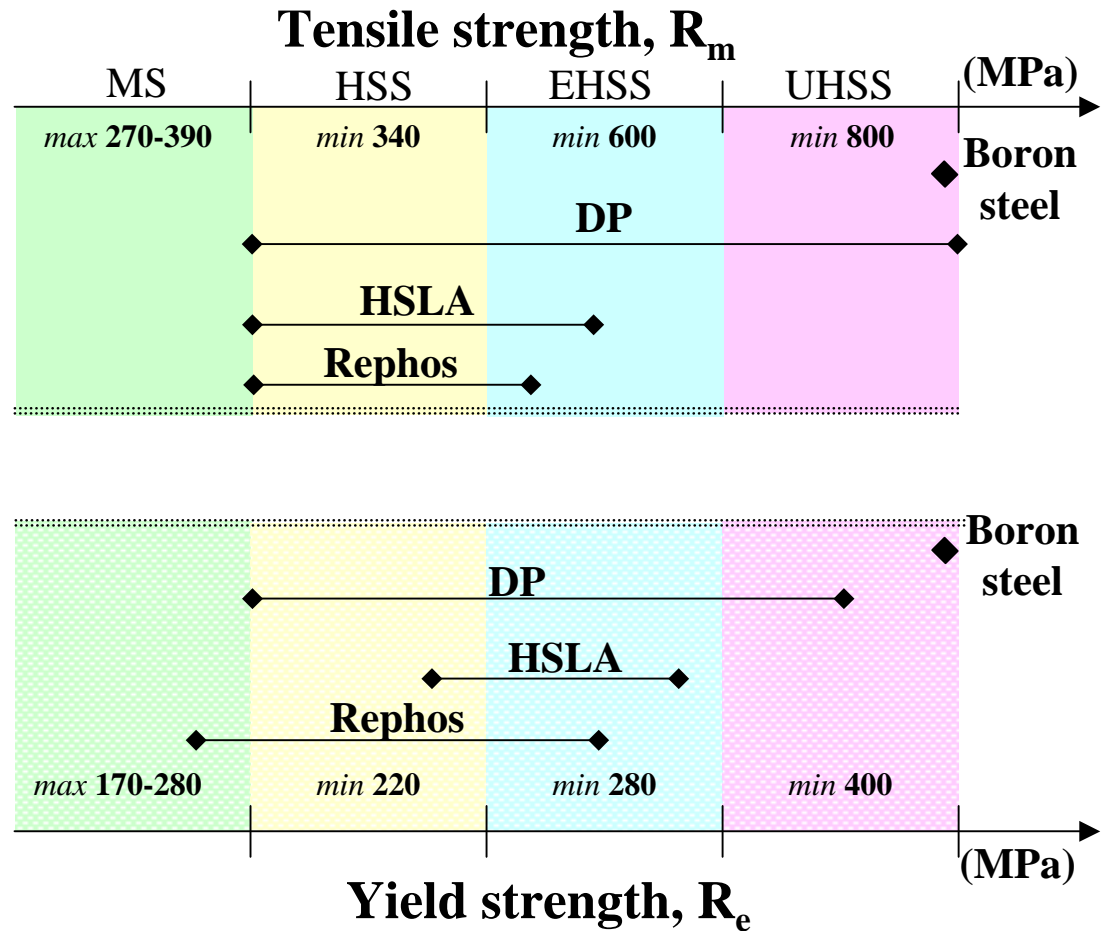 Tensile strength, Rm
MS HSS EHSS UHSS (MPa)
max 270-390 min 340 min 600 min 800
Boron
steel
DP
HSLA
Rephos
Boron
steel
DP
HSLA
Rephos
max 170-280 min 220 min 280 min 400
(MPa)
Yield strength, Re